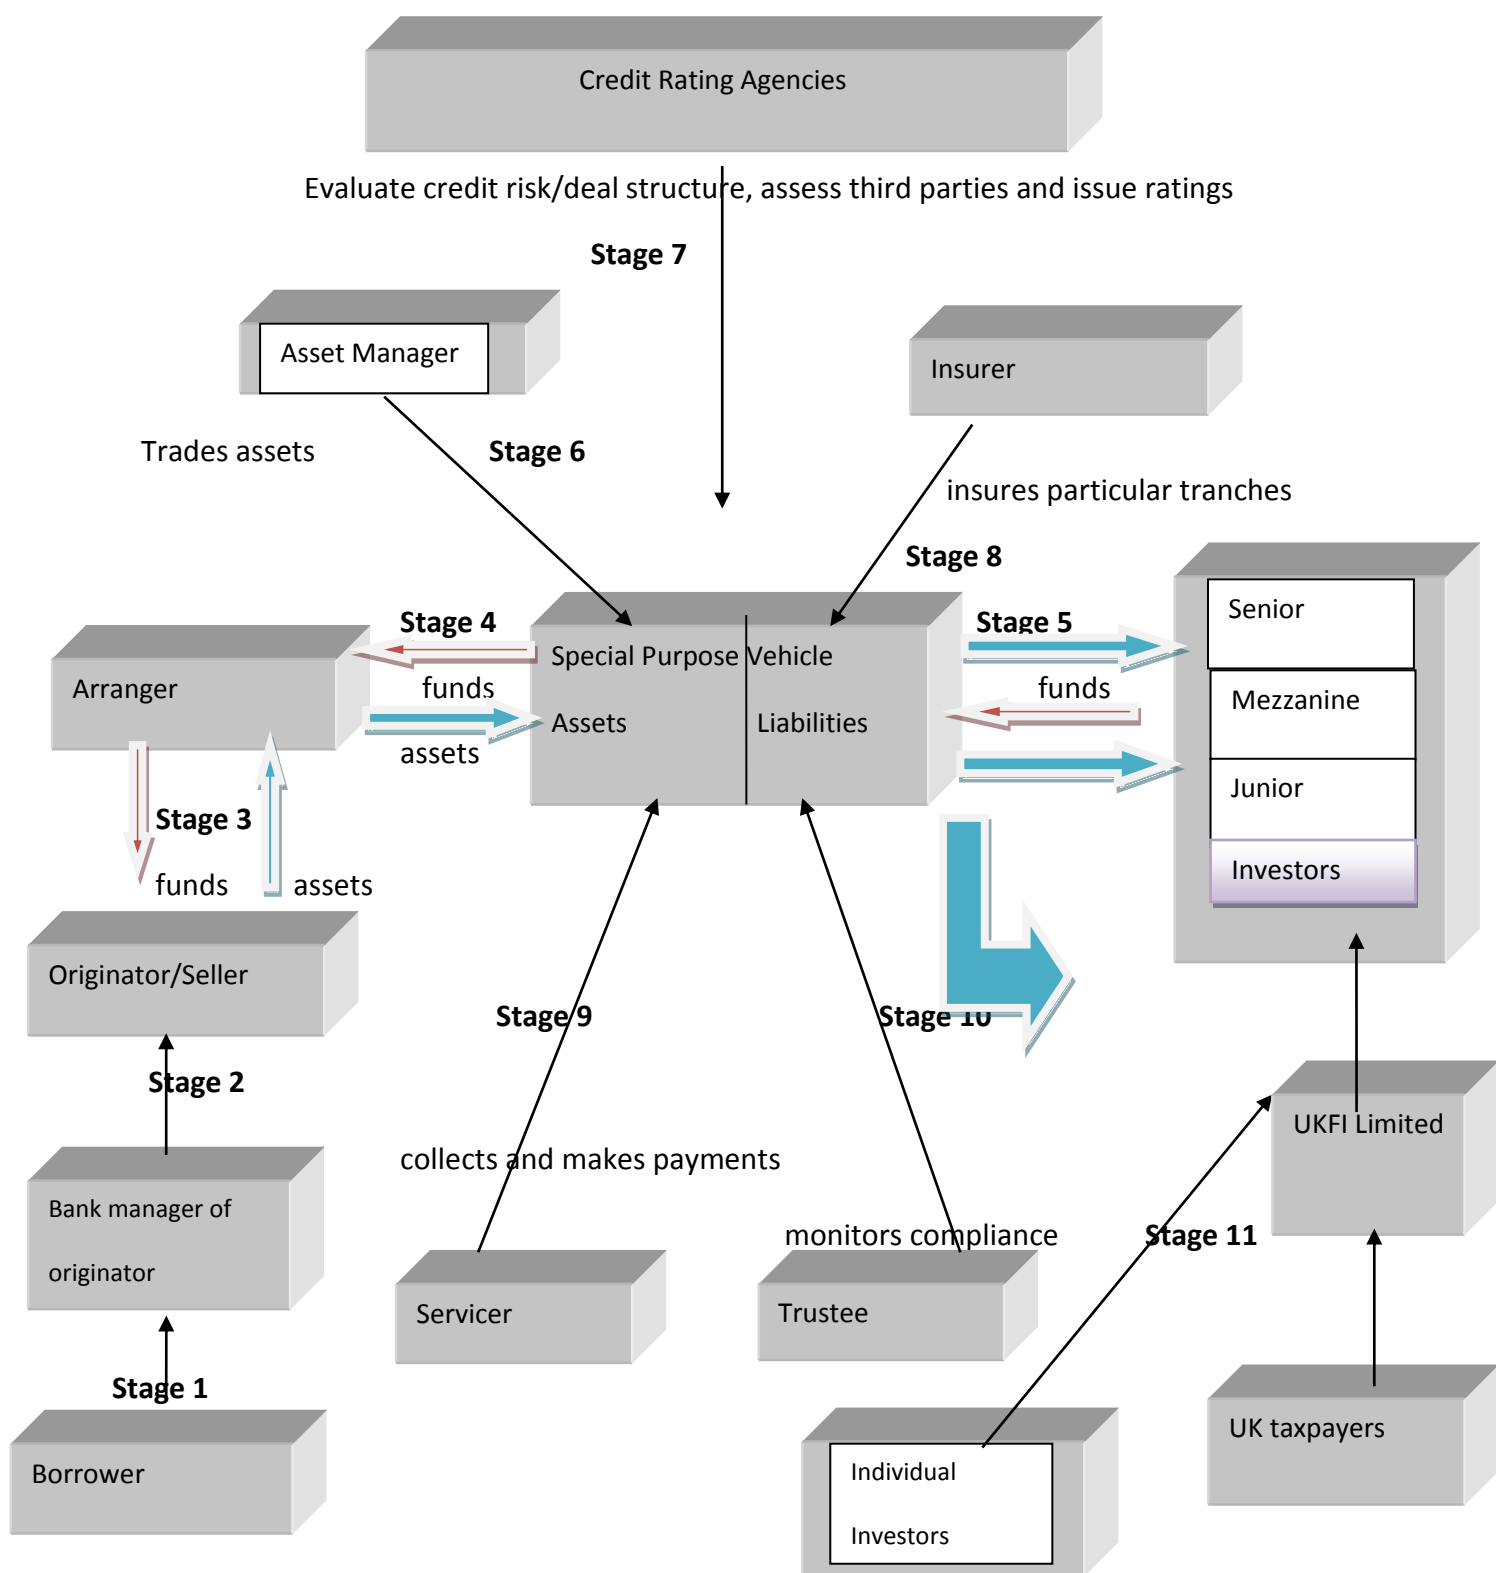 Credit Rating Agencies
Evaluate credit risk/deal structure, assess third parties and issue ratings
Stage 7
Asset Manager
Insurer
Trades assets
Stage 6
insures particular tranches
Stage 8
Senior
Stage 4
Stage 5
Special Purpose Vehicle
Arranger
funds
funds
Mezzanine
Assets
Liabilities
assets
Junior
Stage 3
funds
assets
Investors
Originator/Seller
Stage 9
Stage 10
Stage 2
UKFI Limited
collects and makes payments
Bank manager of
originator
monitors compliance
Stage 11
Servicer
Trustee
Stage 1
UK taxpayers
Borrower
Individual
Investors